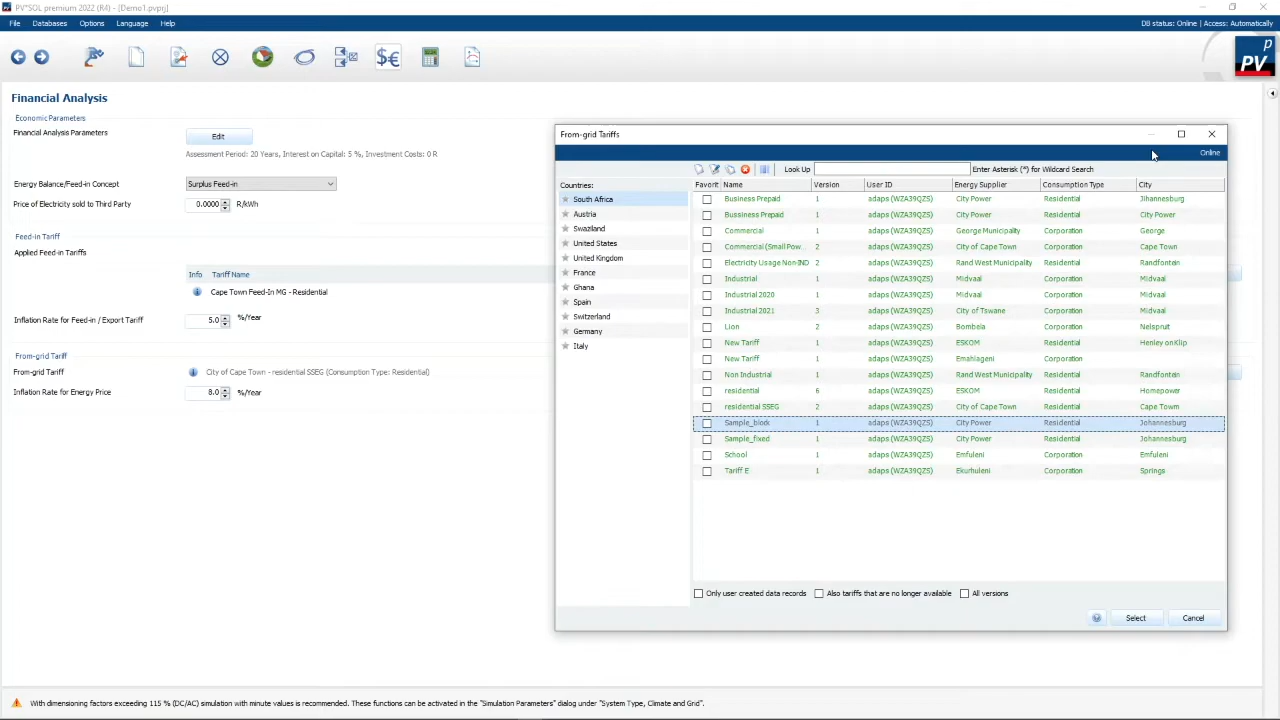 PV*SOL premium 2022 (R4) - [Demo1.pvprj]
File Databases Options Language Help
DB status: Online | Access: Automatically
$€
p
PV
Financial Analysis
Economic Parameters
Financial Analysis Parameters Edit
Assessment Period: 20 Years, Interest on Capital: 5 %, Investment Costs: 0 R
Energy Balance/Feed-in Concept Surplus Feed-in
Price of Electricity sold to Third Party 0.0000 R/kWh
Feed-in Tariff
Applied Feed-in Tariffs
Info Tariff Name
Cape Town Feed-In MG - Residential
Inflation Rate for Feed-in / Export Tariff 5.0 %/Year
From-grid Tariff
From-grid Tariff City of Cape Town - residential SSEG (Consumption Type: Residential)
Inflation Rate for Energy Price 8.0 %/Year
From-grid Tariffs
Online
Look Up Enter Asterisk (*) for Wildcard Search
Countries:
South Africa
Austria
Swaziland
United States
United Kingdom
France
Ghana
Spain
Switzerland
Germany
Italy
Favorit Name Version User ID Energy Supplier Consumption Type City
Business Prepaid 1 adaps (WZA39QZS) City Power Residential Jihannesburg
Bussiness Prepaid 1 adaps (WZA39QZS) City Power Residential City Power
Commercial 1 adaps (WZA39QZS) George Municipality Corporation George
Commercial (Small Pow... 2 adaps (WZA39QZS) City of Cape Town Corporation Cape Town
Electricity Usage Non-IND 2 adaps (WZA39QZS) Rand West Municipality Residential Randfontein
Industrial 1 adaps (WZA39QZS) Midvaal Corporation Midvaal
Industrial 2020 1 adaps (WZA39QZS) Midvaal Corporation Midvaal
Industrial 2021 3 adaps (WZA39QZS) City of Tswane Corporation Midvaal
Lion 2 adaps (WZA39QZS) Bombela Corporation Nelspruit
New Tariff 1 adaps (WZA39QZS) ESKOM Residential Henley onKlip
New Tariff 1 adaps (WZA39QZS) Emahlageni Corporation
Non Industrial 1 adaps (WZA39QZS) Rand West Municipality Residential Randfontein
residential 6 adaps (WZA39QZS) ESKOM Residential Homepower
residential SSEG 2 adaps (WZA39QZS) City of Cape Town Residential Cape Towm
Sample_block 1 adaps (WZA39QZS) City Power Residential Johannesburg
Sample_fixed 1 adaps (WZA39QZS) City Power Residential Johannesburg
School 1 adaps (WZA39QZS) Emfuleni Corporation Emfuleni
Tariff E 1 adaps (WZA39QZS) Ekurhuleni Corporation Springs
Only user created data records Also tariffs that are no longer available All versions
Select Cancel
With dimensioning factors exceeding 115 % (DC/AC) simulation with minute values is recommended. These functions can be activated in the "Simulation Parameters" dialog under "System Type, Climate and Grid".